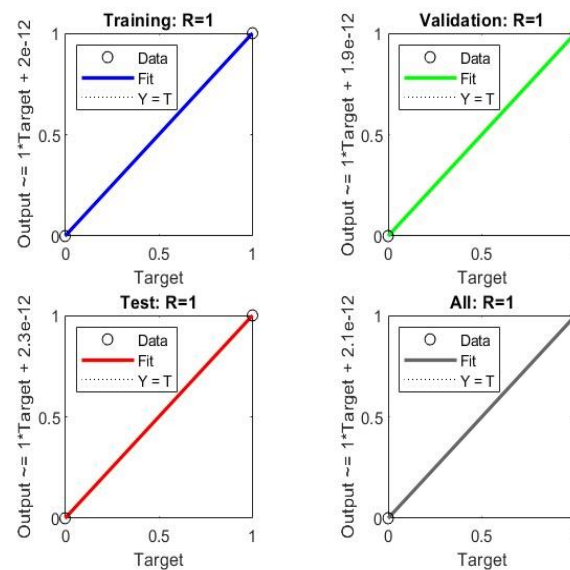 Training: R=1
Output ~= 1*Target + 2e-12
1
0.5
0
Data
Fit
Y = T
0
0.5
1
Target
Validation: R=1
Output ~= 1*Target + 1.9e-12
1
0.5
0
Data
Fit
Y = T
0
0.5
1
Target
Test: R=1
Output ~= 1*Target + 2.3e-12
1
0.5
0
Data
Fit
Y = T
0
0.5
1
Target
All: R=1
Output ~= 1*Target + 2.1e-12
1
0.5
0
Data
Fit
Y = T
0
0.5
1
Target